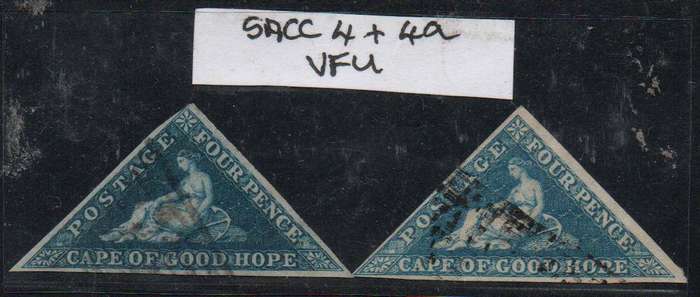 SACC 4 + 4a
VFU
POSTAGE
FOUR PENCE
CAPE OF GOOD HOPE
POSTAGE
FOUR PENCE
CAPE OF GOOD HOPE